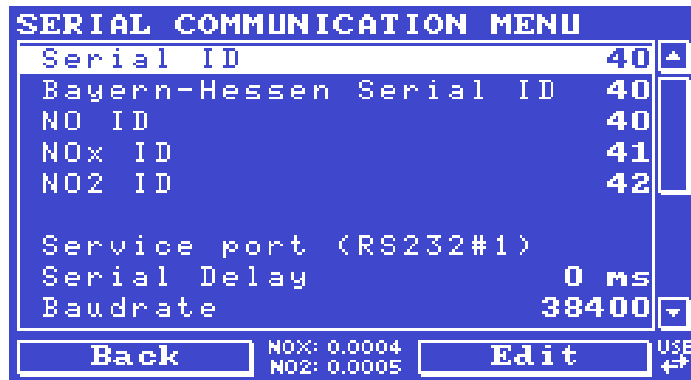 SERIAL COMMUNICATION MENU
Serial ID 40
Bayern-Hessen Serial ID 40
NO ID 40
NOx ID 41
NO2 ID 42
Service port (RS232#1)
Serial Delay 0 ms
Baudrate 38400
Back NOX: 0.0004 Edit USB
NO2: 0.0005